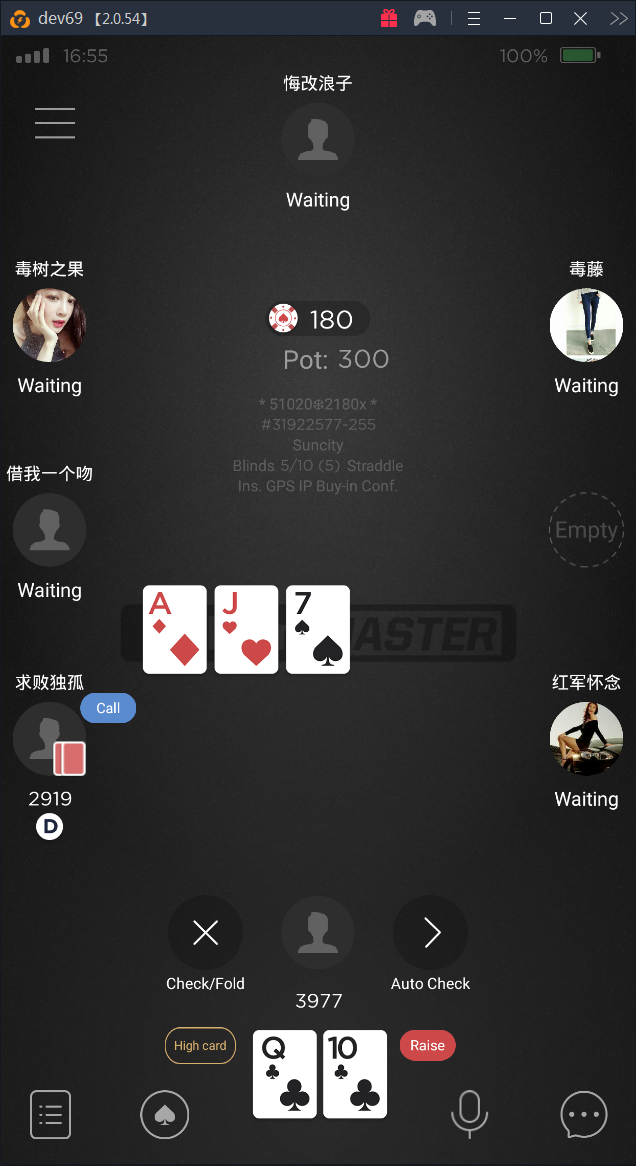 dev69 【2.0.54】
16:55 100%
悔改浪子
Waiting
毒树之果
毒藤
180
Pot: 300
Waiting
Waiting
* 51020❉2180x *
#31922577-255
Suncity
Blinds 5/10 (5) Straddle
Ins. GPS IP Buy-in Conf.
借我一个吻
Empty
Waiting
A J 7
MASTER
求败独孤
红军怀念
Call
2919
Waiting
D
Check/Fold
Auto Check
3977
High card
Q 10
Raise